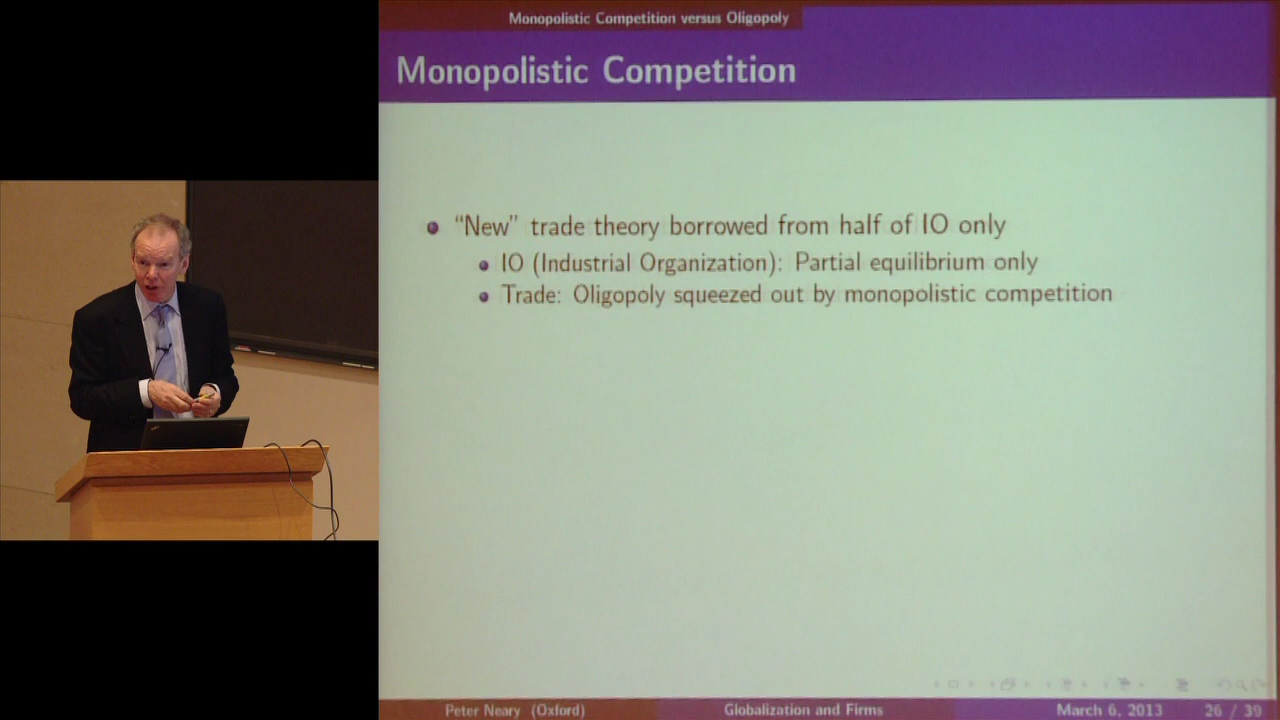 Monopolistic Competition versus Oligopoly
Monopolistic Competition
“New” trade theory borrowed from half of IO only
IO (Industrial Organization): Partial equilibrium only
Trade: Oligopoly squeezed out by monopolistic competition
Peter Neary (Oxford)
Globalization and Firms
March 6, 2013
26 / 39